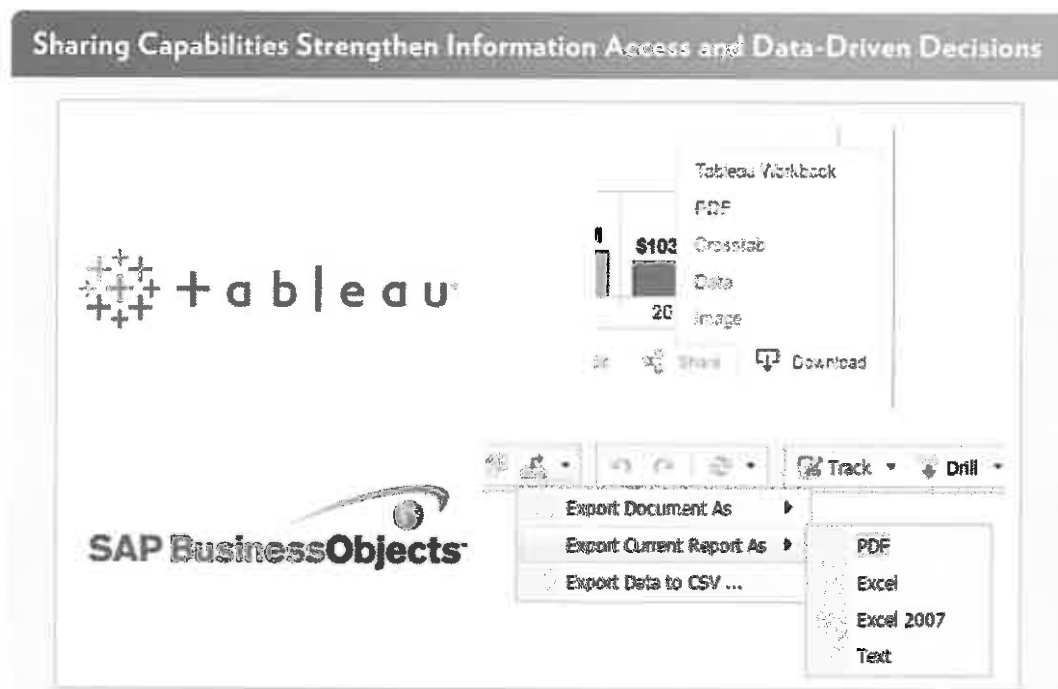 Sharing Capabilities Strengthen Information Access and Data-Driven Decisions
Tableau Workbook
PDF
Crosstab
Data
Image
$103
20
Share
Download
+ableau
Track
Drill
Export Document As
Export Current Report As
Export Data to CSV ...
SAP BusinessObjects
PDF
Excel
Excel 2007
Text